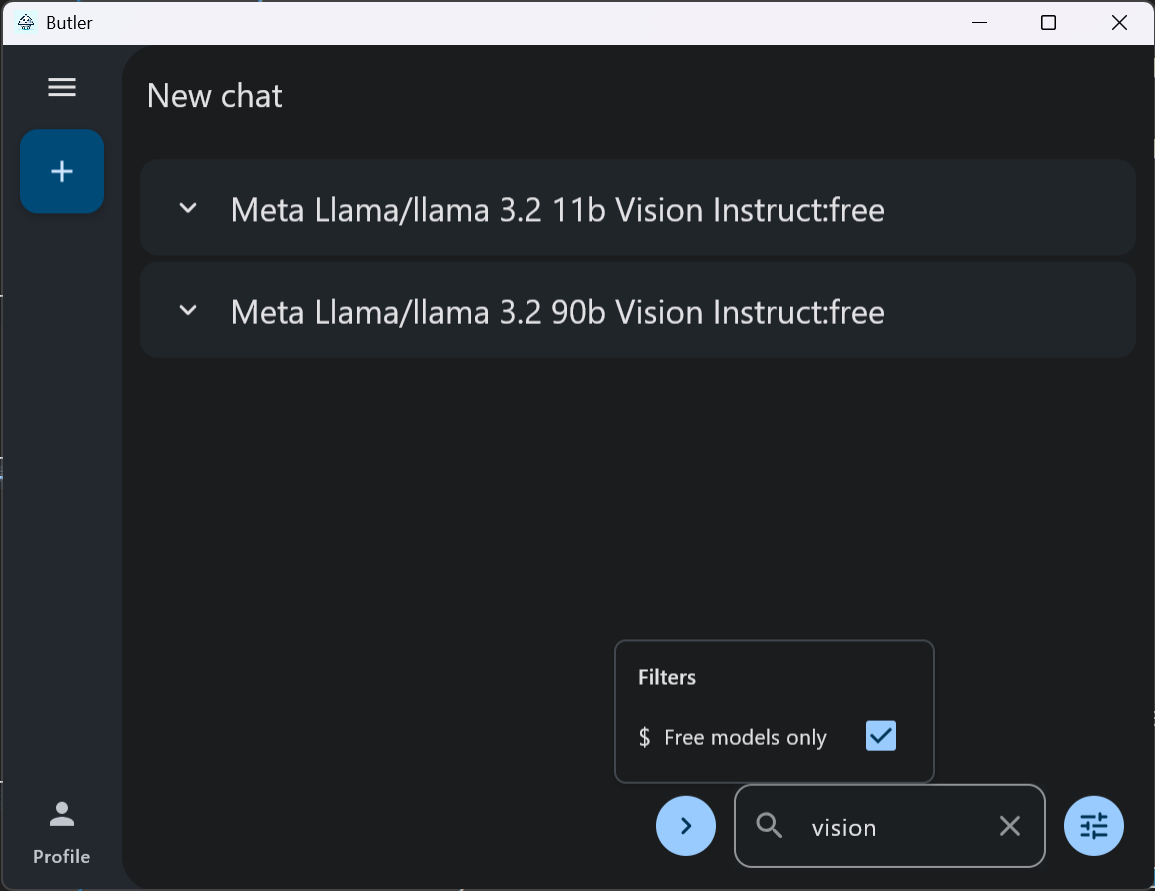 Butler
New chat
Meta Llama/llama 3.2 11b Vision Instruct:free
Meta Llama/llama 3.2 90b Vision Instruct:free
Filters
$ Free models only
vision
Profile